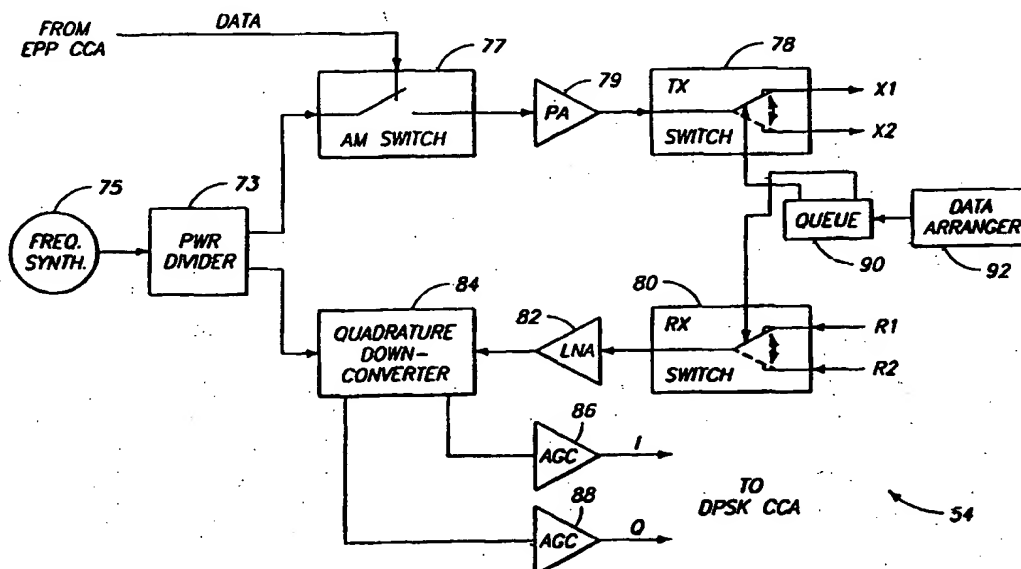 FROM
EPP CCA
DATA
77
AM SWITCH
79
PA
78
TX
SWITCH
X1
X2
75
FREQ.
SYNTH.
73
PWR
DIVIDER
QUEUE
90
DATA
ARRANGER
92
84
QUADRATURE
DOWN-
CONVERTER
82
LNA
80
RX
SWITCH
R1
R2
86
AGC
I
88
AGC
Q
TO
DPSK CCA
54